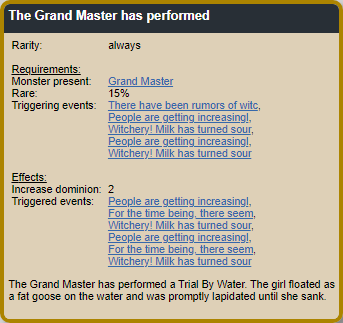 The Grand Master has performed
Rarity: always
Requirements:
Monster present: Grand Master
Rare: 15%
Triggering events: There have been rumors of witc,
People are getting increasingl,
Witchery! Milk has turned sour,
People are getting increasingl,
Witchery! Milk has turned sour
Effects:
Increase dominion: 2
Triggered events: People are getting increasingl,
For the time being, there seem,
Witchery! Milk has turned sour,
People are getting increasingl,
For the time being, there seem,
Witchery! Milk has turned sour
The Grand Master has performed a Trial By Water. The girl floated as
a fat goose on the water and was promptly lapidated until she sank.